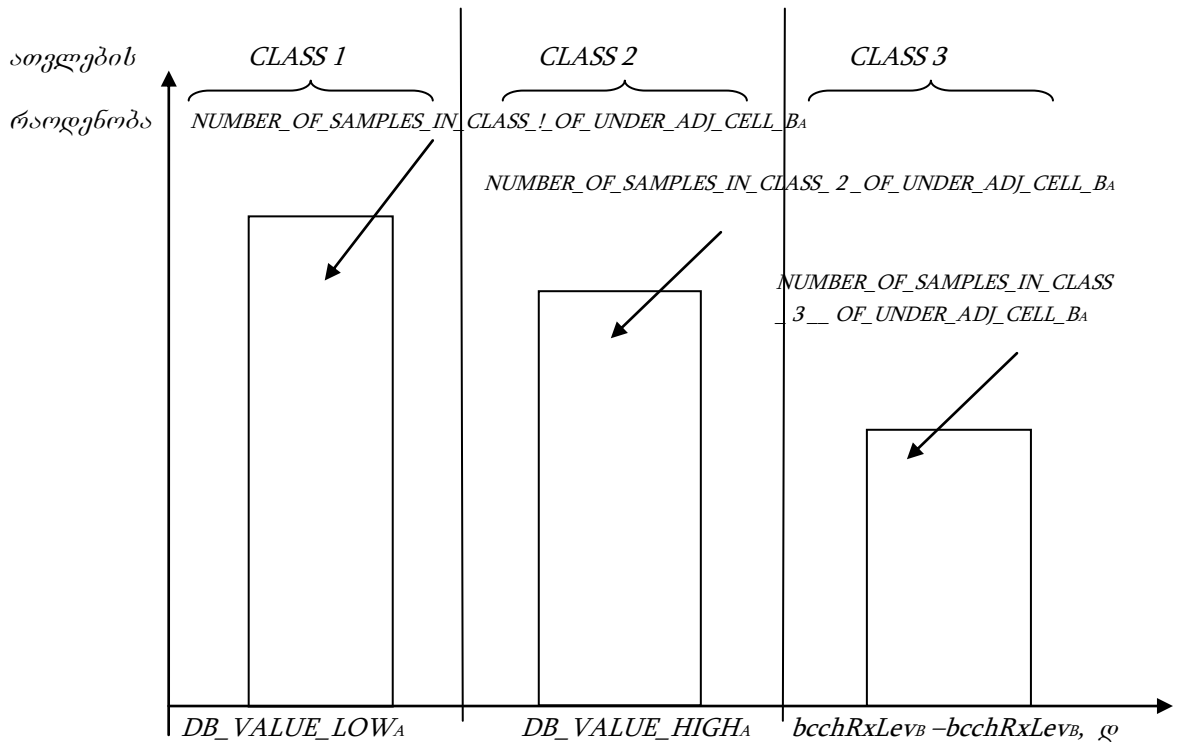 ათვლების CLASS 1 CLASS 2 CLASS 3
რაოდენობა NUMBER_OF_SAMPLES_IN_CLASS_!_OF_UNDER_ADJ_CELL_BA
NUMBER_OF_SAMPLES_IN_CLASS_ 2 _OF_UNDER_ADJ_CELL_BA
NUMBER_OF_SAMPLES_IN_CLASS
_ 3 __ OF_UNDER_ADJ_CELL_BA
DB_VALUE_LOWA DB_VALUE_HIGHA bcchRxLevB –bcchRxLevB, დ